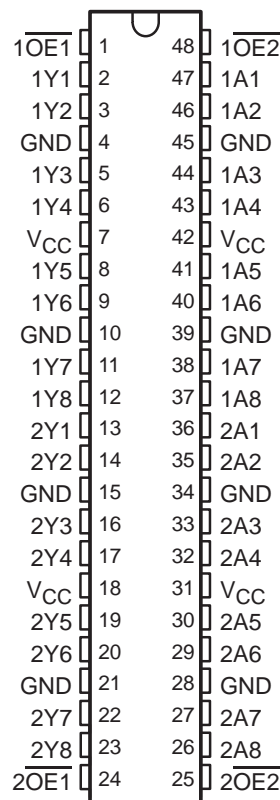 1OE1 1 48 1OE2
1Y1 2 47 1A1
1Y2 3 46 1A2
GND 4 45 GND
1Y3 5 44 1A3
1Y4 6 43 1A4
VCC 7 42 VCC
1Y5 8 41 1A5
1Y6 9 40 1A6
GND 10 39 GND
1Y7 11 38 1A7
1Y8 12 37 1A8
2Y1 13 36 2A1
2Y2 14 35 2A2
GND 15 34 GND
2Y3 16 33 2A3
2Y4 17 32 2A4
VCC 18 31 VCC
2Y5 19 30 2A5
2Y6 20 29 2A6
GND 21 28 GND
2Y7 22 27 2A7
2Y8 23 26 2A8
2OE1 24 25 2OE2